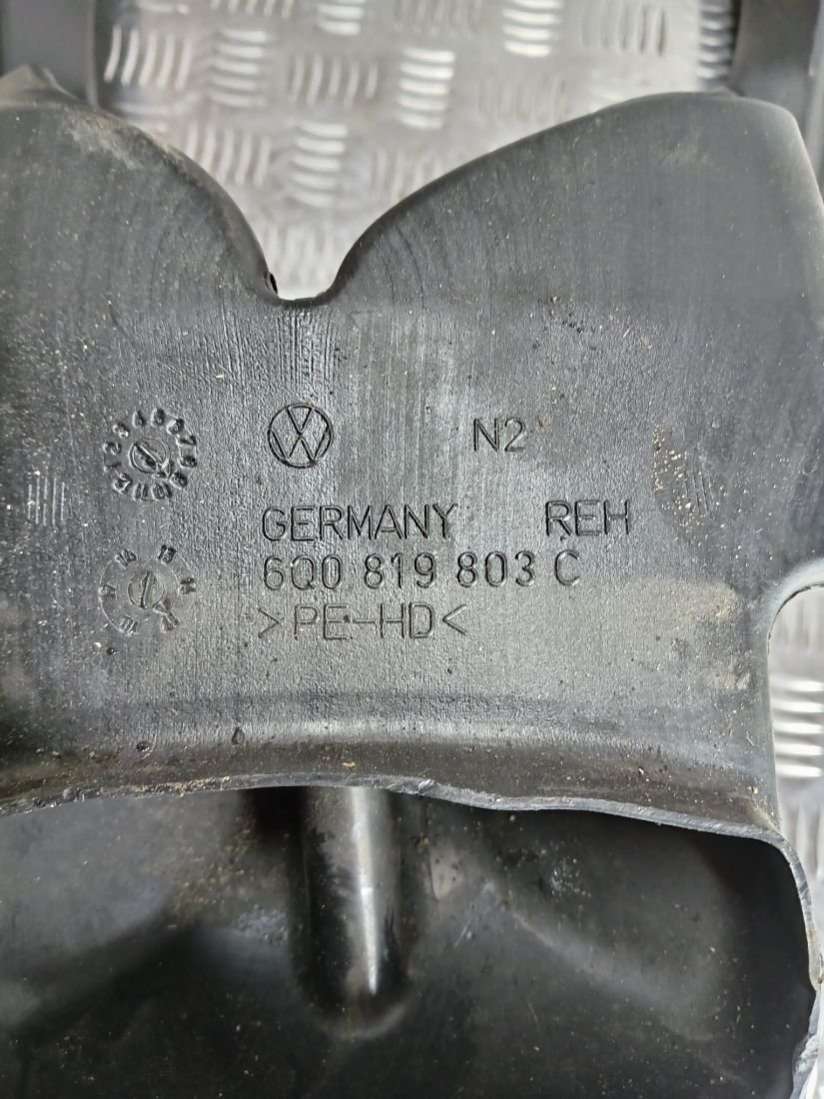 N2
GERMANY REH
6Q0 819 803 C
>PE-HD<